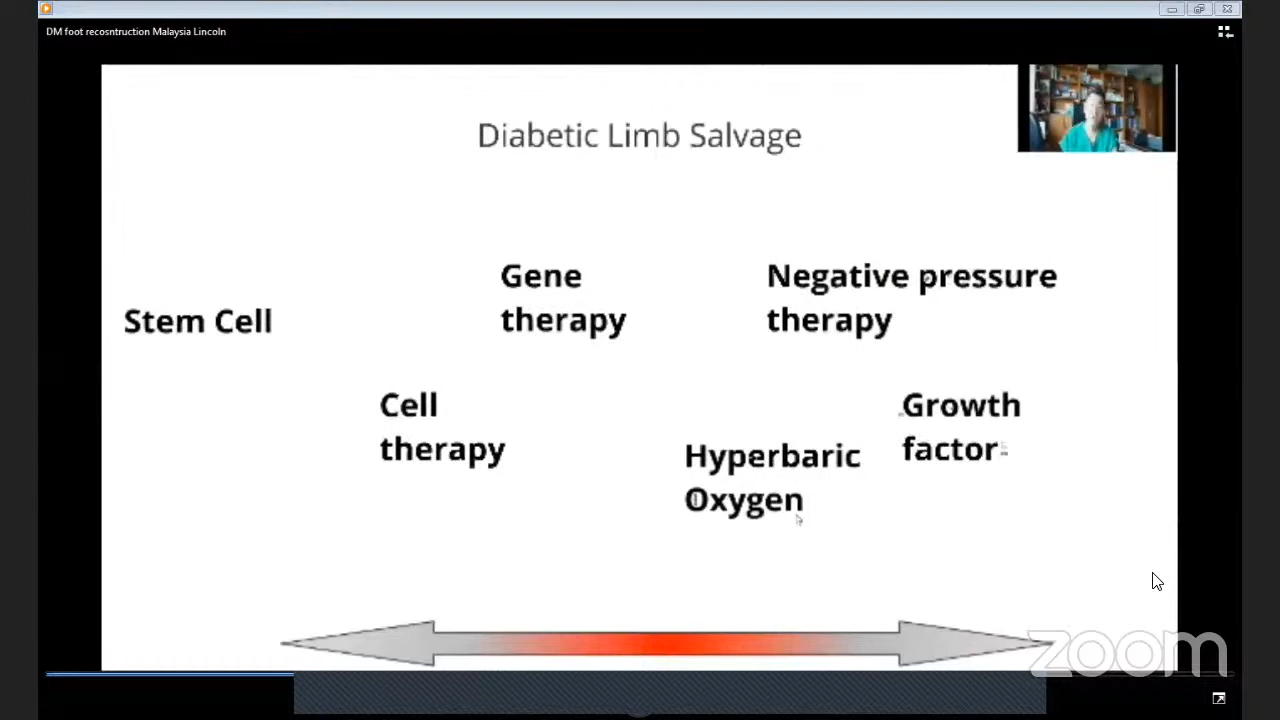 DM foot recosntruction Malaysia Lincoln
Diabetic Limb Salvage
Gene
therapy
Negative pressure
therapy
Stem Cell
Cell
therapy
Growth
factor
Hyperbaric
Oxygen
zoom